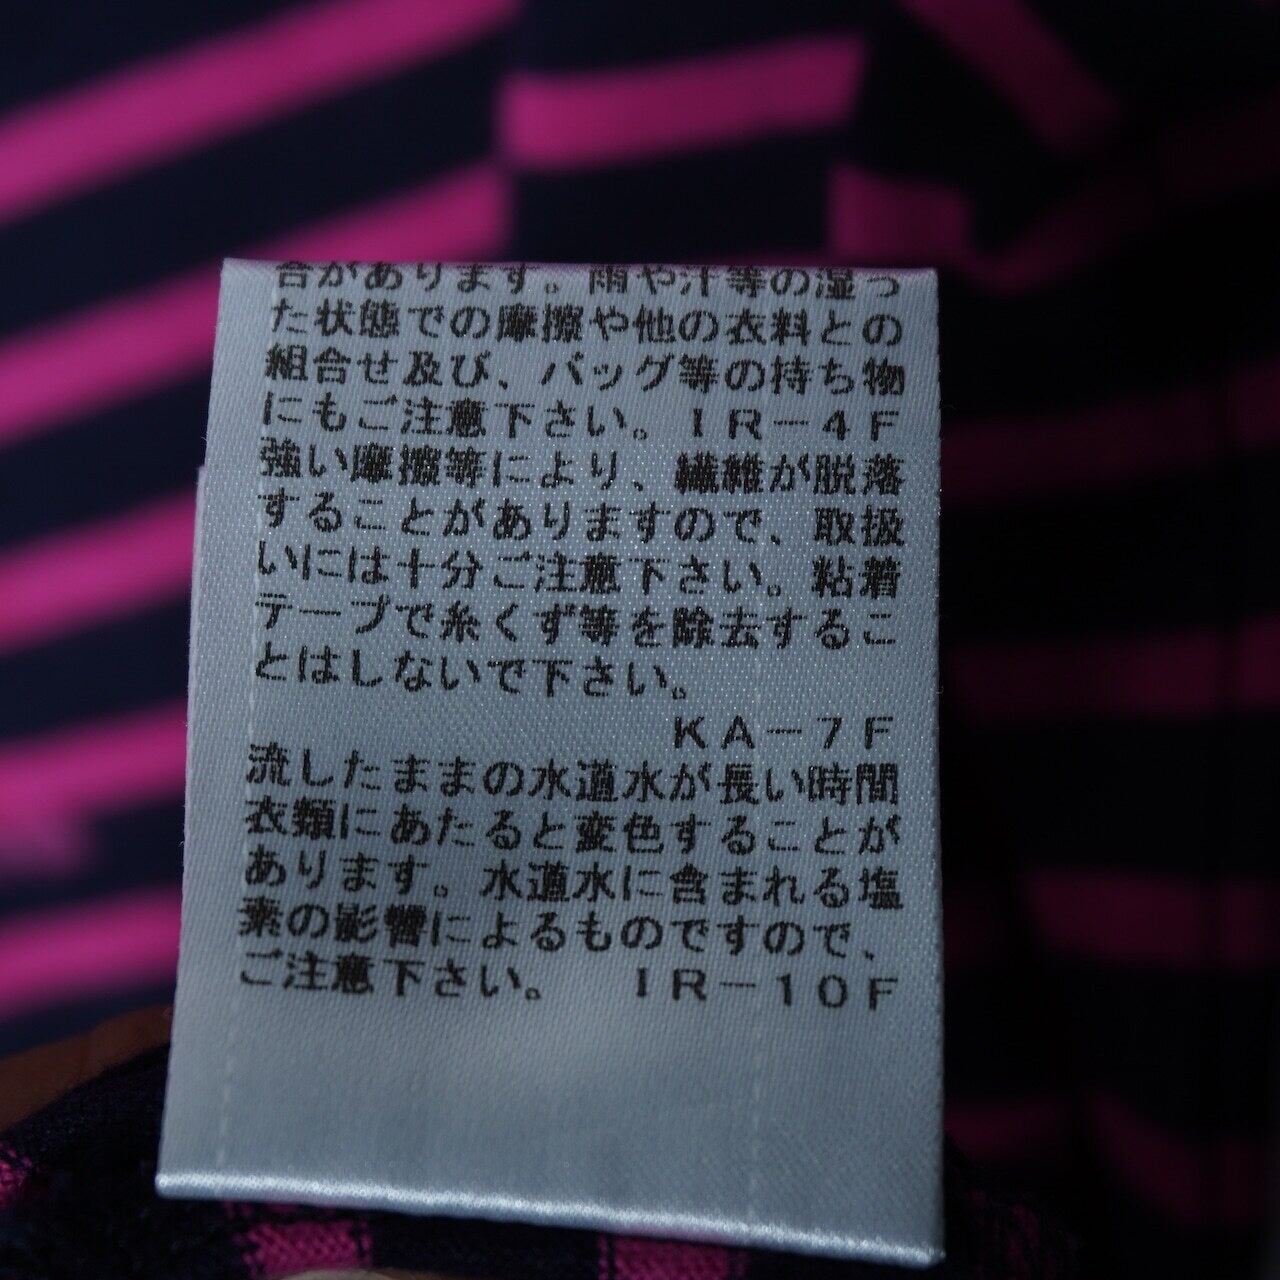 合があります。雨や汗等の湿っ
た状態での摩擦や他の衣料との
組合せ及び、バッグ等の持ち物
にもご注意下さい。IR－4F
強い摩擦等により、繊維が脱落
することがありますので、取扱
いには十分ご注意下さい。粘着
テープで糸くず等を除去するこ
とはしないで下さい。
KA－7F
流したままの水道水が長い時間
衣類にあたると変色することが
あります。水道水に含まれる塩
素の影響によるものですので、
ご注意下さい。　IR－10F